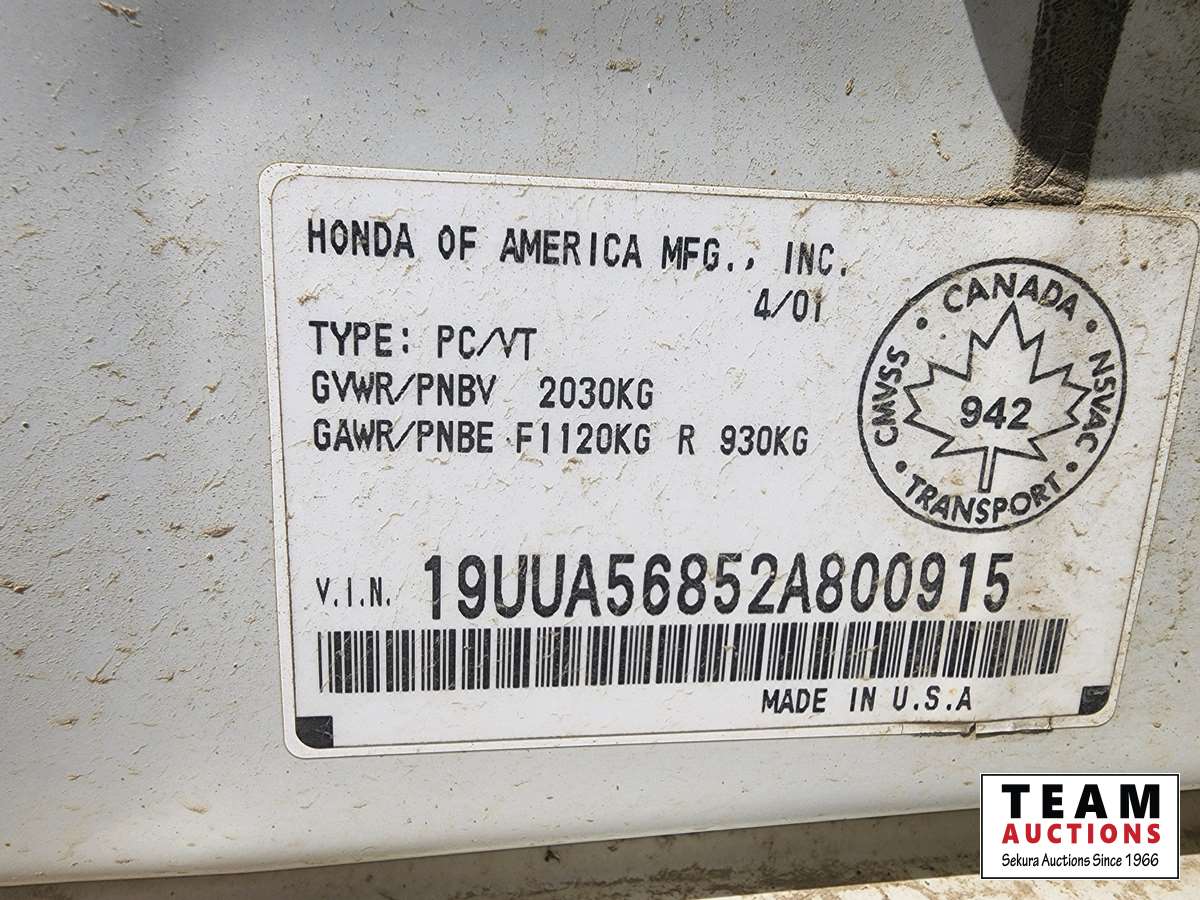 HONDA OF AMERICA MFG., INC.
4/01
TYPE: PC/VT
GVWR/PNBV 2030KG
GAWR/PNBE F1120KG R 930KG
CANADA
CMVSS
NSVAC
942
TRANSPORT
V.I.N. 19UUA56852A800915
MADE IN U.S.A
TEAM
AUCTIONS
Sekura Auctions Since 1966